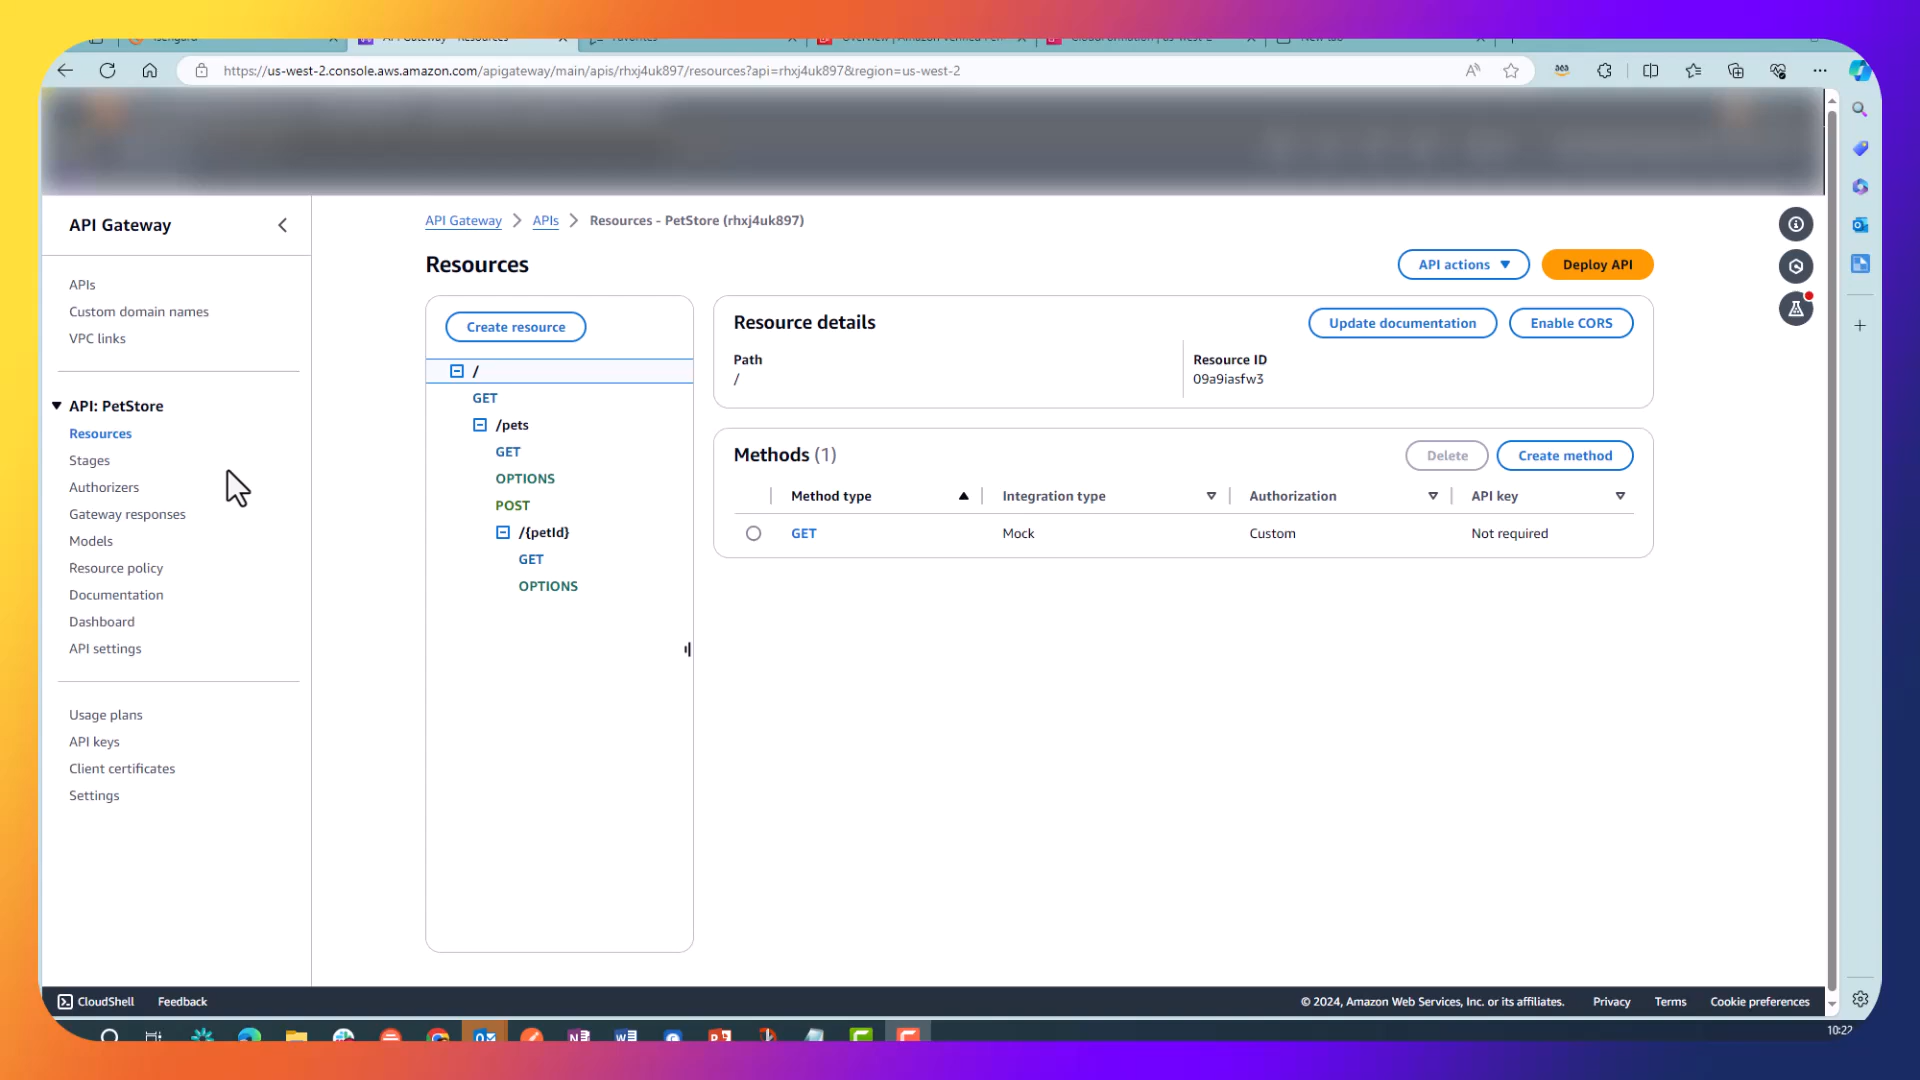 https://us-west-2.console.aws.amazon.com/apigateway/main/apis/rhxj4uk897/resources?api=rhxj4uk897&region=us-west-2
API Gateway
APIs
Custom domain names
VPC links
API: PetStore
Resources
Stages
Authorizers
Gateway responses
Models
Resource policy
Documentation
Dashboard
API settings
Usage plans
API keys
Client certificates
Settings
API Gateway > APIs > Resources - PetStore (rhxj4uk897)
Resources
API actions
Deploy API
Create resource
/
GET
/pets
GET
OPTIONS
POST
/{petId}
GET
OPTIONS
Resource details
Update documentation
Enable CORS
Path
/
Resource ID
09a9iasfw3
Methods (1)
Delete
Create method
Method type Integration type Authorization API key
GET Mock Custom Not required
CloudShell Feedback
© 2024, Amazon Web Services, Inc. or its affiliates. Privacy Terms Cookie preferences
10:22